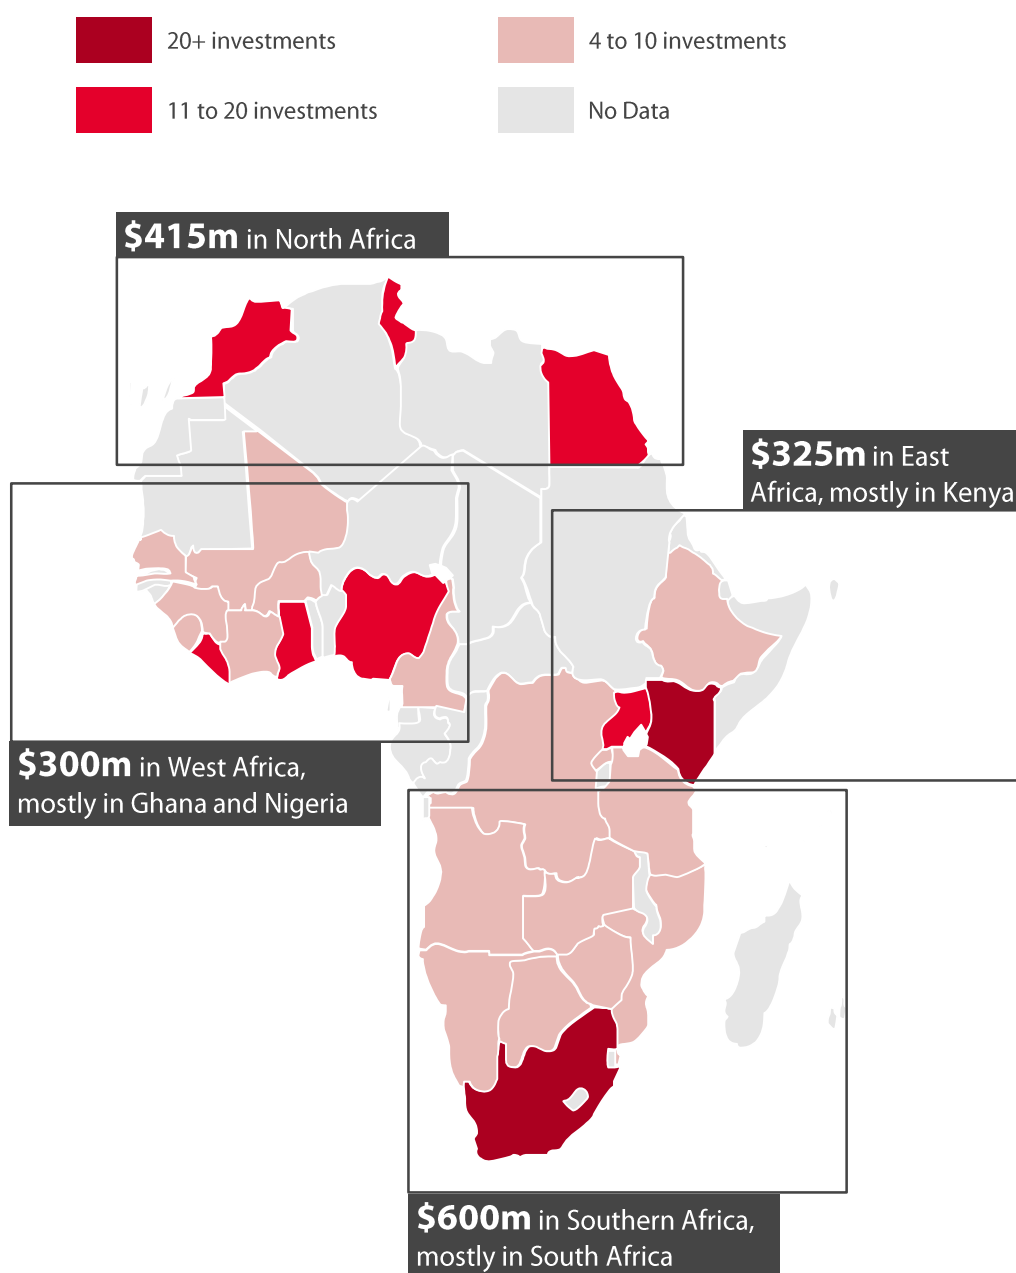 20+ investments
4 to 10 investments
11 to 20 investments
No Data
$415m in North Africa
$325m in East
Africa, mostly in Kenya
$300m in West Africa,
mostly in Ghana and Nigeria
$600m in Southern Africa,
mostly in South Africa